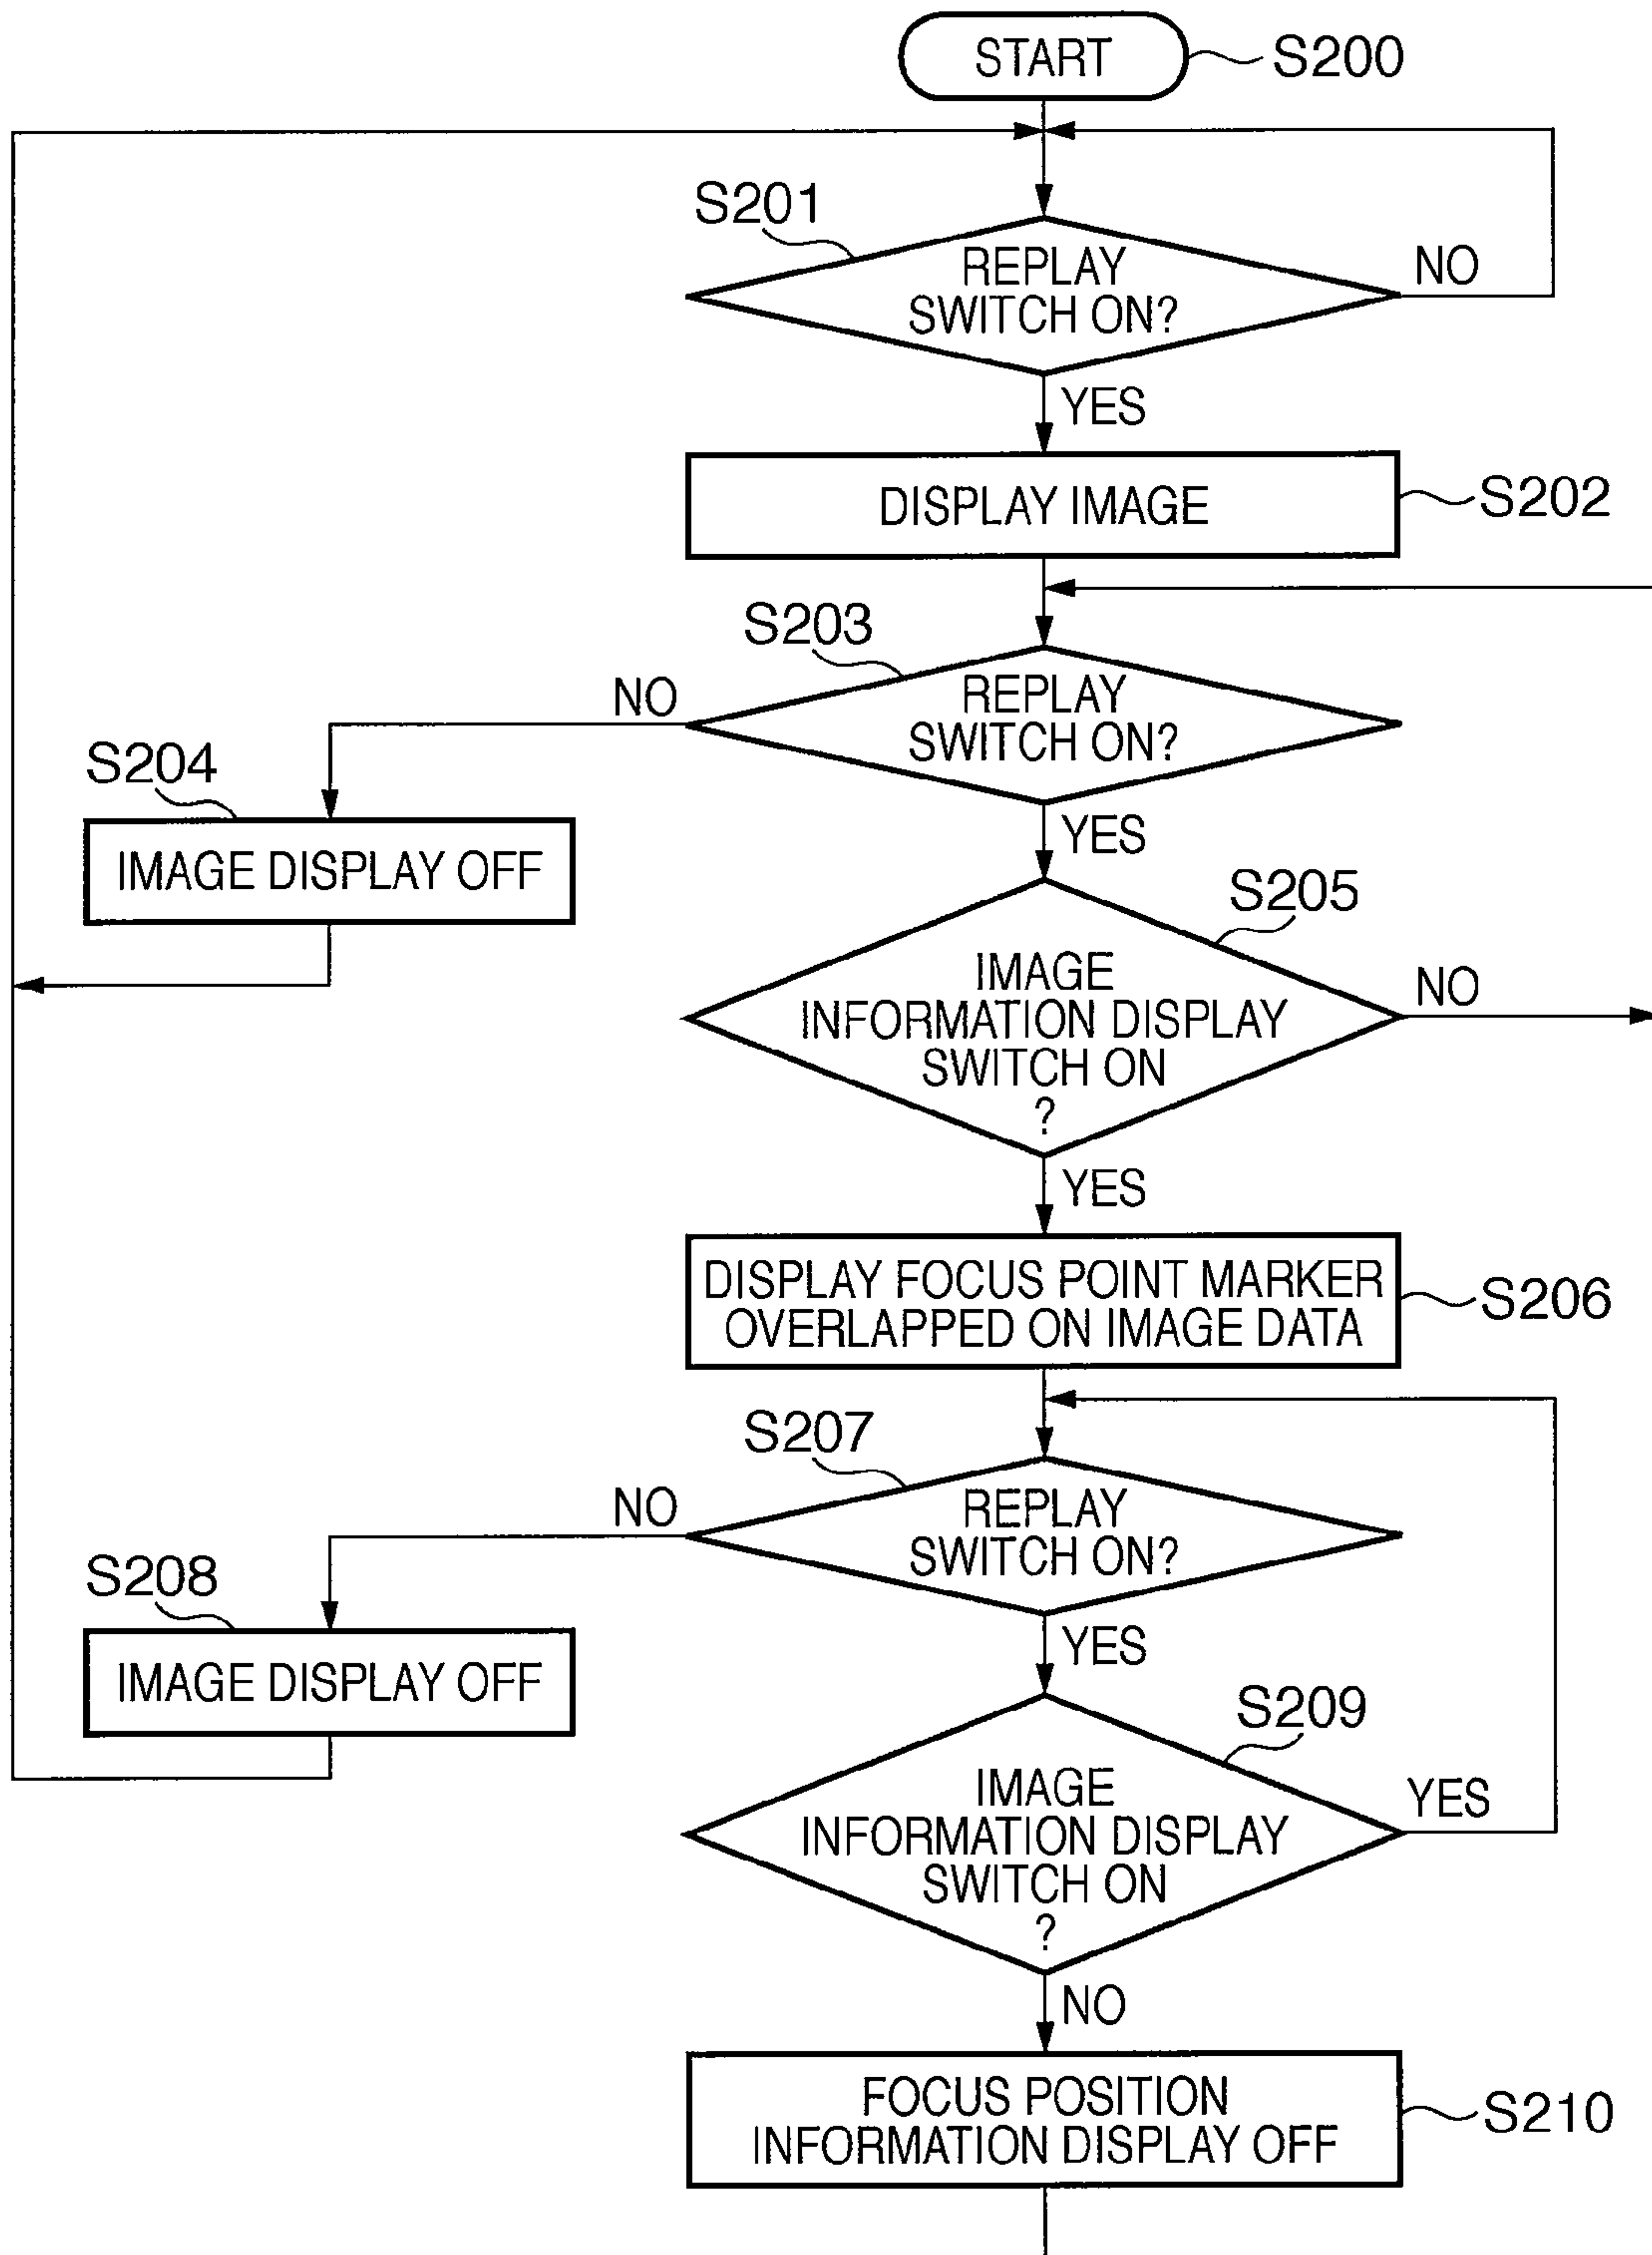 START
S200
S201
REPLAY
SWITCH ON?
NO
YES
DISPLAY IMAGE
S202
S203
NO
REPLAY
SWITCH ON?
S204
YES
IMAGE DISPLAY OFF
S205
IMAGE
INFORMATION DISPLAY
SWITCH ON
?
NO
YES
DISPLAY FOCUS POINT MARKER
OVERLAPPED ON IMAGE DATA
S206
S207
NO
REPLAY
SWITCH ON?
S208
YES
IMAGE DISPLAY OFF
S209
IMAGE
INFORMATION DISPLAY
SWITCH ON
?
YES
NO
FOCUS POSITION
INFORMATION DISPLAY OFF
S210